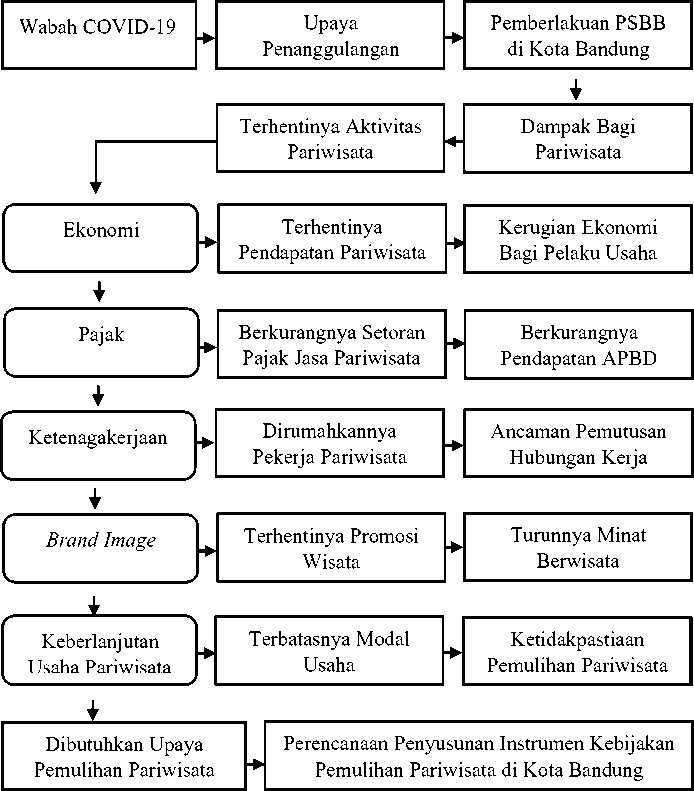 Wabah COVID-19
Upaya
Penanggulangan
Pemberlakuan PSBB
di Kota Bandung
Terhentinya Aktivitas
Pariwisata
Dampak Bagi
Pariwisata
Ekonomi
Terhentinya
Pendapatan Pariwisata
Kerugian Ekonomi
Bagi Pelaku Usaha
Pajak
Berkurangnya Setoran
Pajak Jasa Pariwisata
Berkurangnya
Pendapatan APBD
Ketenagakerjaan
Dirumahkannya
Pekerja Pariwisata
Ancaman Pemutusan
Hubungan Kerja
Brand Image
Terhentinya Promosi
Wisata
Turunnya Minat
Berwisata
Keberlanjutan
Usaha Pariwisata
Terbatasnya Modal
Usaha
Ketidakpastiaan
Pemulihan Pariwisata
Dibutuhkan Upaya
Pemulihan Pariwisata
Perencanaan Penyusunan Instrumen Kebijakan
Pemulihan Pariwisata di Kota Bandung